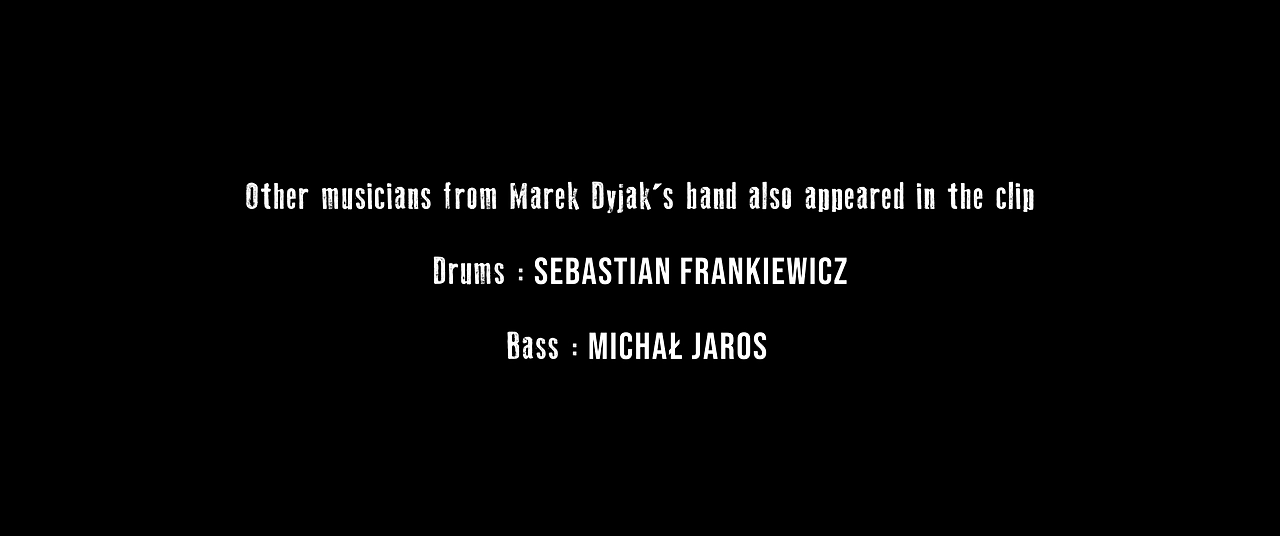 Other musicians from Marek Dyjak´s band also appeared in the clip
Drums : SEBASTIAN FRANKIEWICZ
Bass : MICHAŁ JAROS